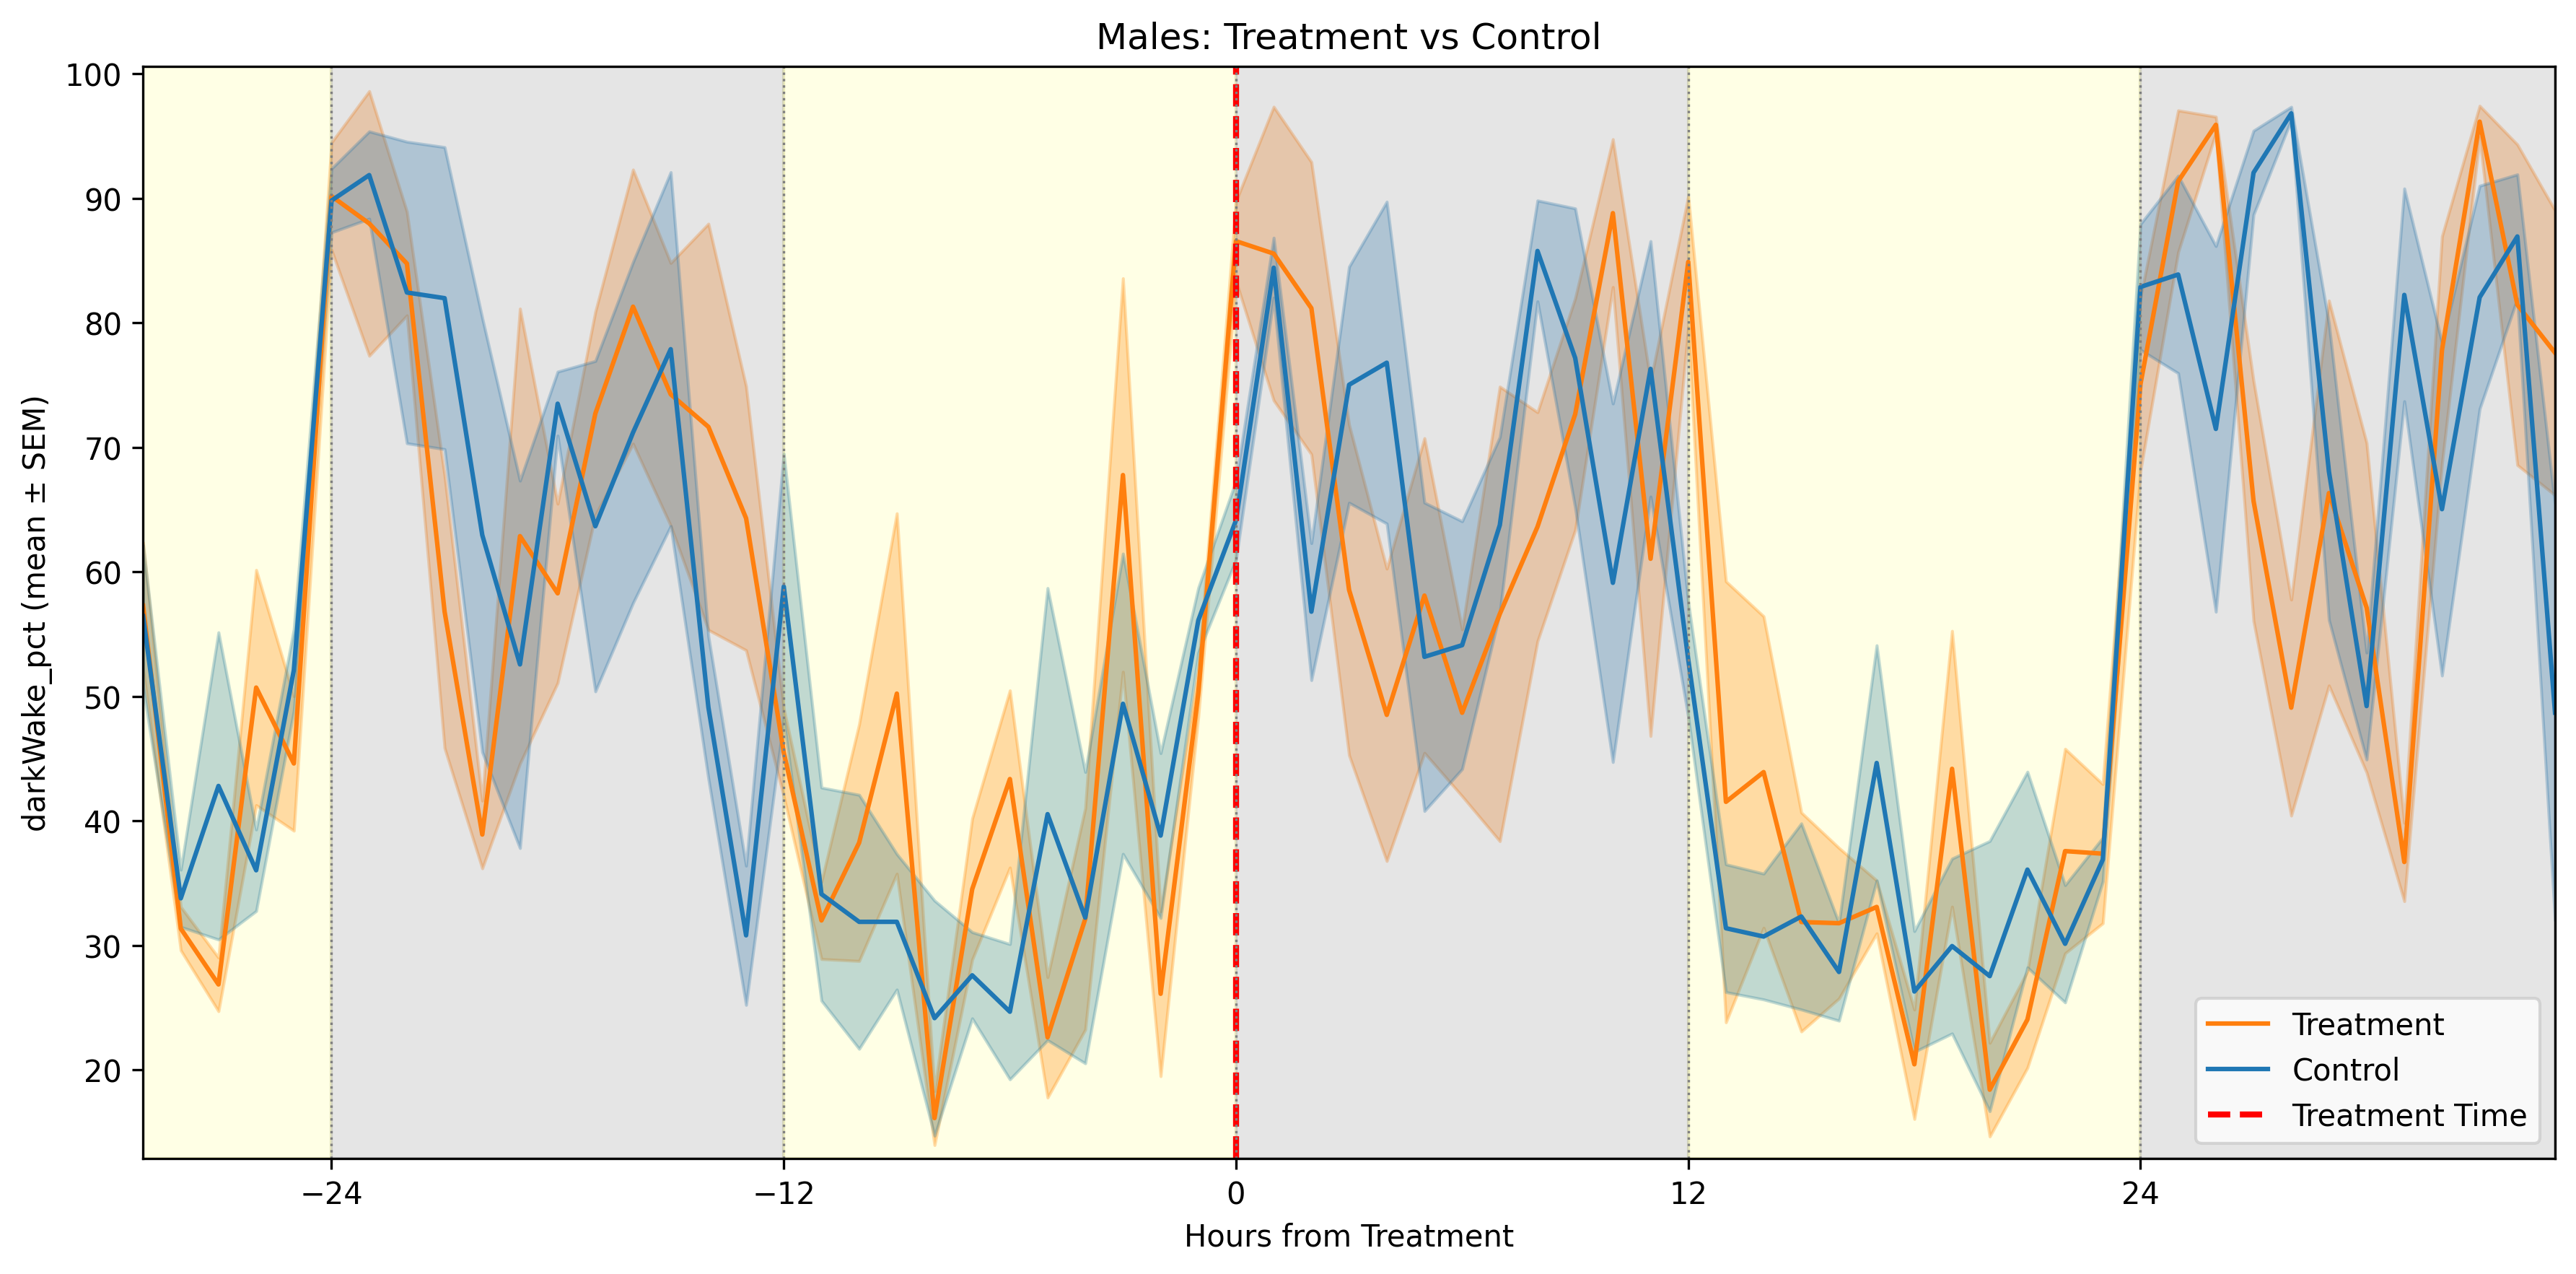 Males: Treatment vs Control
darkWake_pct (mean ± SEM)
100
90
80
70
60
50
40
30
20
−24
−12
0
12
24
Hours from Treatment
Treatment
Control
Treatment Time